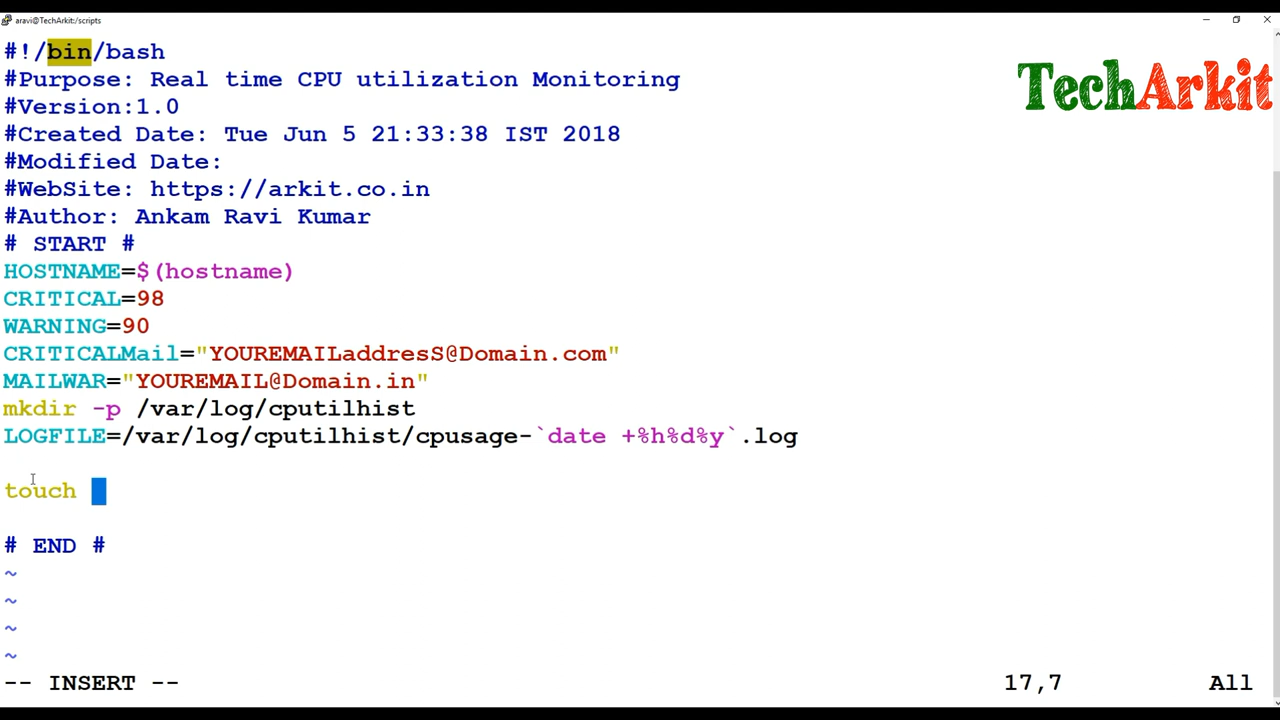 aravi@TechArkit:/scripts
#!/bin/bash
TechArkit
#Purpose: Real time CPU utilization Monitoring
#Version:1.0
#Created Date: Tue Jun 5 21:33:38 IST 2018
#Modified Date:
#WebSite: https://arkit.co.in
#Author: Ankam Ravi Kumar
# START #
HOSTNAME=$(hostname)
CRITICAL=98
WARNING=90
CRITICALMail="YOUREMAILaddresS@Domain.com"
MAILWAR="YOUREMAIL@Domain.in"
mkdir -p /var/log/cputilhist
LOGFILE=/var/log/cputilhist/cpusage-`date +%h%d%y`.log
touch
# END #
~
~
~
~
-- INSERT -- 17,7 All